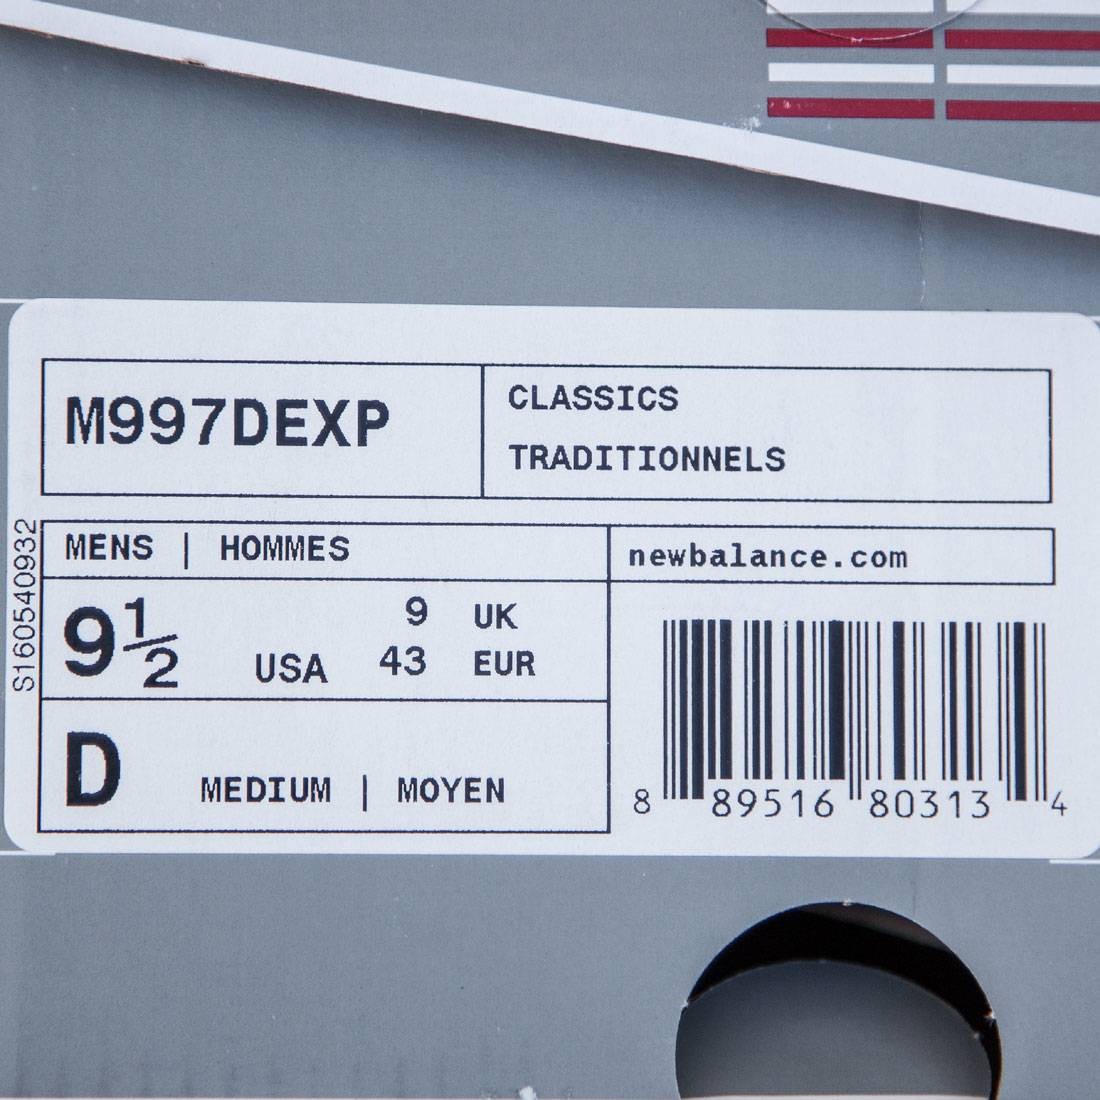 M997DEXP
CLASSICS
TRADITIONNELS
S160540932
MENS | HOMMES
newbalance.com
9 1/2 USA
9 UK
43 EUR
D MEDIUM | MOYEN
8 89516 80313 4